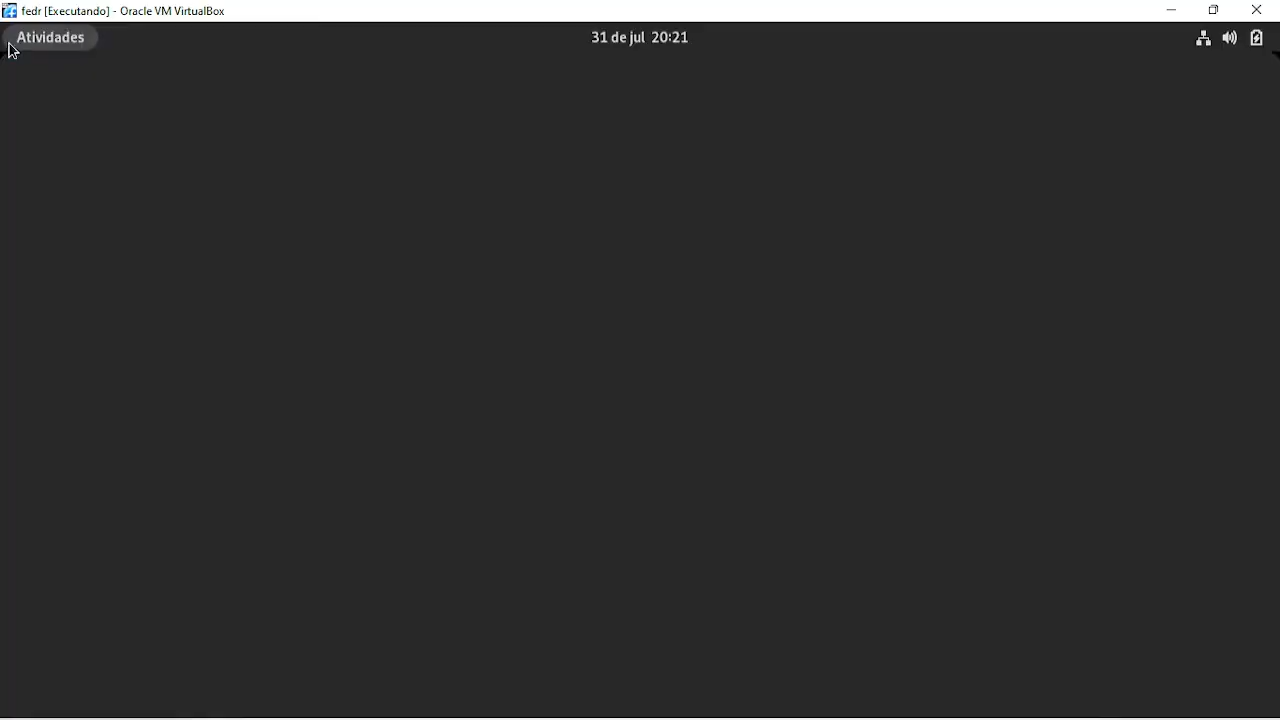 fedr [Executando] - Oracle VM VirtualBox
Atividades
31 de jul 20:21